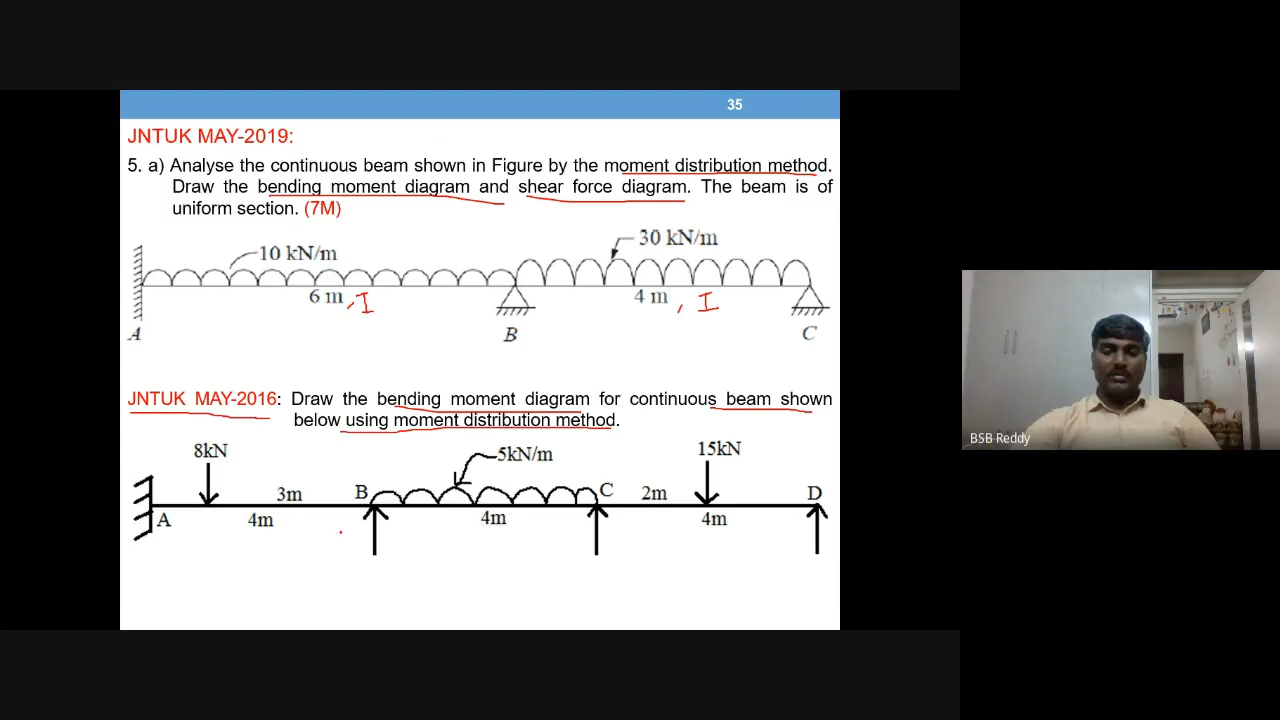 35
JNTUK MAY-2019:
5. a) Analyse the continuous beam shown in Figure by the moment distribution method.
Draw the bending moment diagram and shear force diagram. The beam is of
uniform section. (7M)
10 kN/m
30 kN/m
6 m , I
4 m , I
A
B
C
JNTUK MAY-2016: Draw the bending moment diagram for continuous beam shown
below using moment distribution method.
8kN
5kN/m
15kN
3m
B
C
2m
D
A
4m
4m
4m
BSB Reddy